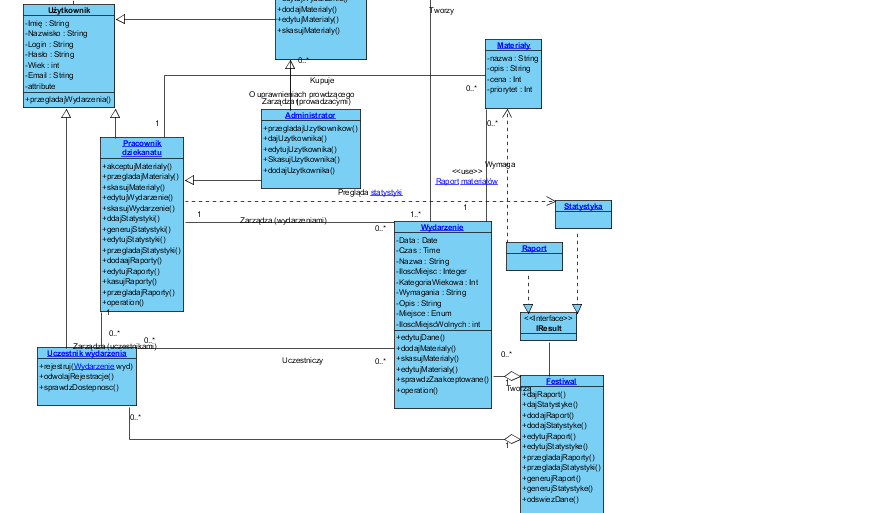 Użytkownik
-Imię : String
-Nazwisko : String
-Login : String
-Hasło : String
-Wiek : int
-Email : String
-attribute
+przegladajWydarzenia()
+dodajMaterialy()
+edytujMaterialy()
+skasujMaterialy()
Tworzy
0..*
Kupuje
1
0..*
O uprawnieniach prowdzącego
Zarządza (prowadzacymi)
Materiały
-nazwa : String
-opis : String
-cena : Int
-priorytet : Int
0..*
Administrator
+przegladajUzytkownikow()
+dajUzytkownika()
+edytujUzytkownika()
+SkasujUzytkownika()
+dodajUzytkownika()
Pracownik
dziekanatu
+akceptujMaterialy()
+przegladajMaterialy()
+skasujMaterialy()
+edytujWydarzenie()
+skasujWydarzenie()
+ddajStatystyki()
+generujStatystyki()
+edytujStatystyki()
+przegladajStatystyki()
+dodaajRaporty()
+edytujRaporty()
+kasujRaporty()
+przegladajRaporty()
+operation()
Wymaga
<<use>>
Raport materiałów
Pregląda statystyki
1
Zarządza (wydarzeniami)
1..*
0..*
1
Statystyka
Raport
<<Interface>>
IResult
Wydarzenie
-Data : Date
-Czas : Time
-Nazwa : String
-IloscMiejsc : Integer
-KategoriaWiekowa : Int
-Wymagania : String
-Opis : String
-Miejsce : Enum
-IloscMiejscWolnych : int
+edytujDane()
+dodajMaterialy()
+skasujMaterialy()
+edytujMaterialy()
+sprawdzZaakceptowane()
+operation()
1
0..*
0..*
Zarządza (uczestnikami)
Uczestnik wydarzenia
+rejestruj(Wydarzenie wyd)
+odwolajRejestracje()
+sprawdzDostepnosc()
Uczestniczy
0..*
0..*
1
Tworzą
Festiwal
+dajRaport()
+dajStatystyke()
+dodajRaport()
+dodajStatystyke()
+edytujRaport()
+edytujStatystyke()
+przegladajRaporty()
+przegladajStatystyki()
+generujRaport()
+generujStatystyke()
+odswiezDane()
0..*
1